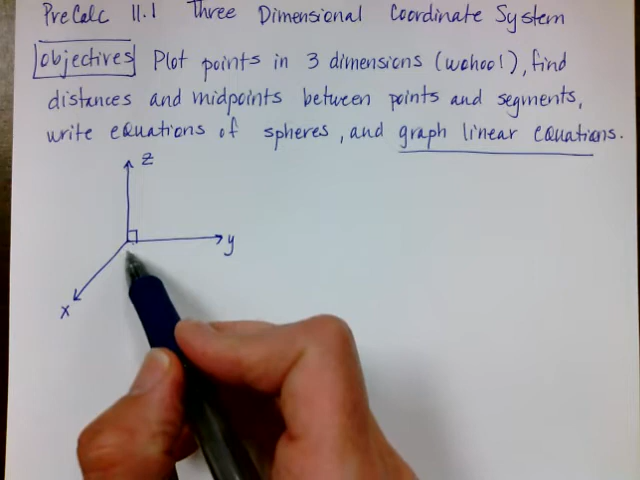 PreCalc 11.1 Three Dimensional Coordinate System
objectives Plot points in 3 dimensions (wohoo!), find
distances and midpoints between points and segments,
write equations of spheres, and graph linear equations.
z
y
x